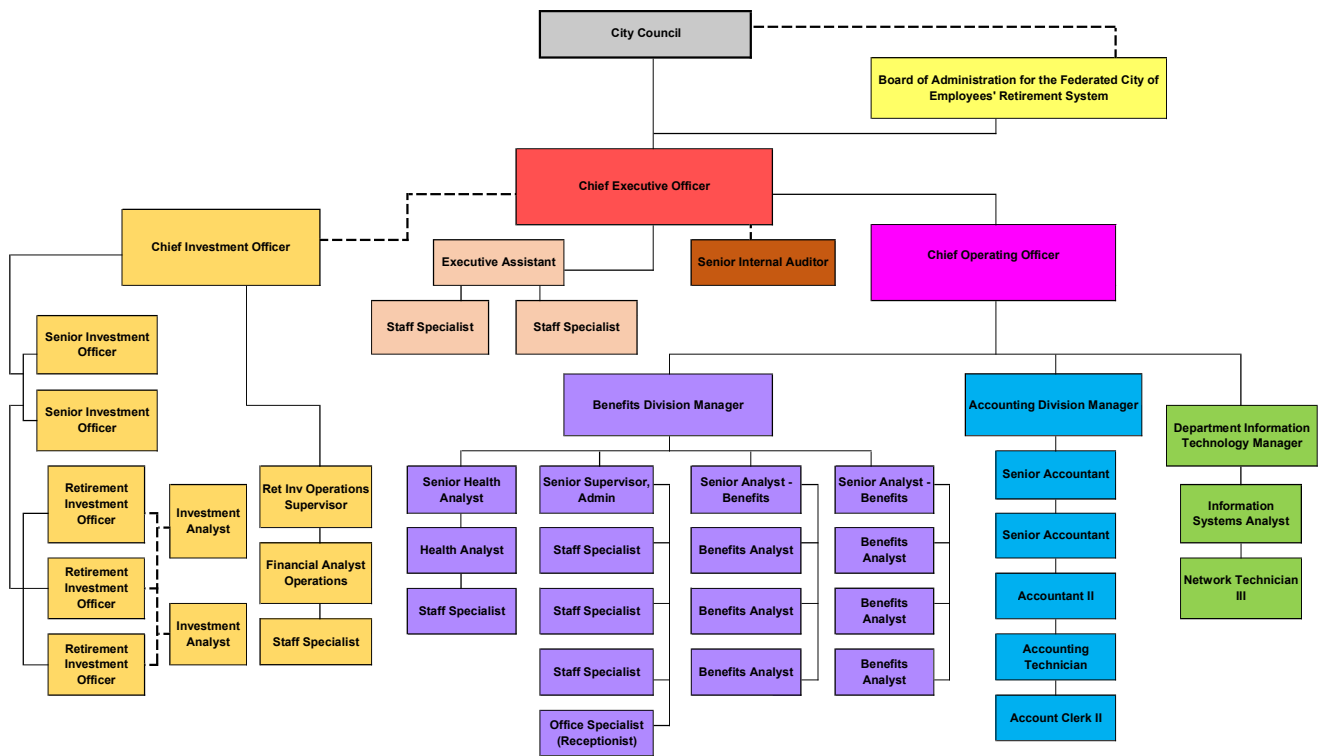 City Council
Board of Administration for the Federated City of
Employees' Retirement System
Chief Executive Officer
Chief Investment Officer
Executive Assistant
Senior Internal Auditor
Chief Operating Officer
Staff Specialist
Staff Specialist
Senior Investment
Officer
Senior Investment
Officer
Retirement
Investment
Officer
Retirement
Investment
Officer
Retirement
Investment
Officer
Investment
Analyst
Investment
Analyst
Ret Inv Operations
Supervisor
Financial Analyst
Operations
Staff Specialist
Benefits Division Manager
Senior Health
Analyst
Health Analyst
Staff Specialist
Senior Supervisor,
Admin
Staff Specialist
Staff Specialist
Staff Specialist
Office Specialist
(Receptionist)
Senior Analyst -
Benefits
Benefits Analyst
Benefits Analyst
Benefits Analyst
Senior Analyst -
Benefits
Benefits
Analyst
Benefits
Analyst
Benefits
Analyst
Accounting Division Manager
Senior Accountant
Senior Accountant
Accountant II
Accounting
Technician
Account Clerk II
Department Information
Technology Manager
Information
Systems Analyst
Network Technician
III